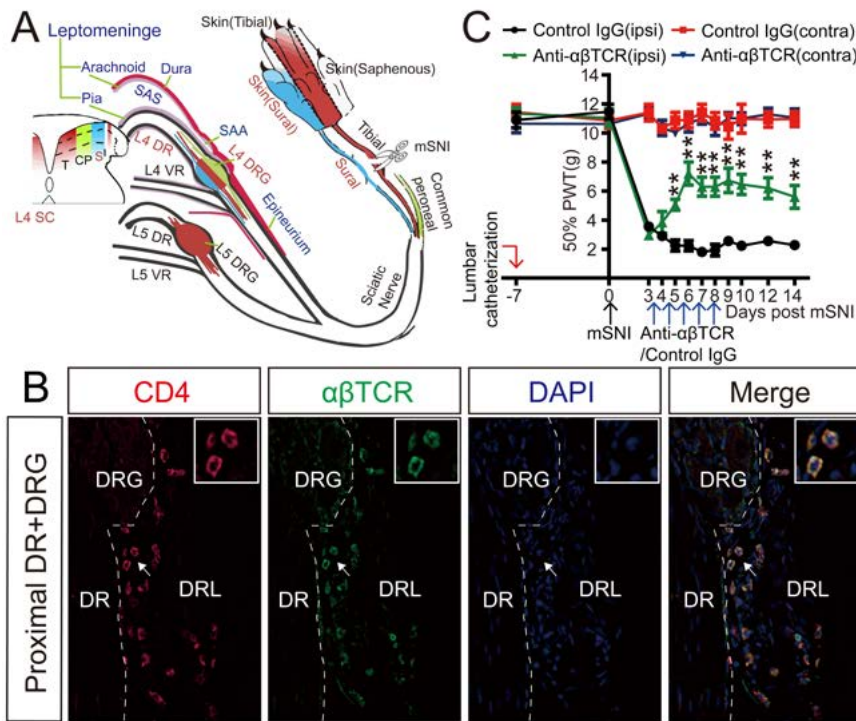 A
Leptomeninge
Arachnoid
Dura
Pia
SAS
SAA
L4 DR
L4 DRG
L4 VR
T
CP
S
L4 SC
L5 DR
L5 DRG
L5 VR
Epineurium
Sciatic
Nerve
Skin(Tibial)
Skin(Saphenous)
Skin(Sural)
Tibial
mSNI
Sural
Common
peroneal
C
Control IgG(ipsi)
Control IgG(contra)
Anti-αβTCR(ipsi)
Anti-αβTCR(contra)
50% PWT(g)
14
12
10
8
6
4
2
** ** ** ** ** ** ** **
Lumbar
catheterization
-7 0 3 4 5 6 7 8 9 10 12 14
Days post mSNI
mSNI
Anti-αβTCR
/Control IgG
B
CD4
αβTCR
DAPI
Merge
Proximal DR+DRG
DRG
DR
DRL
DRG
DR
DRL
DRG
DR
DRL
DRG
DR
DRL